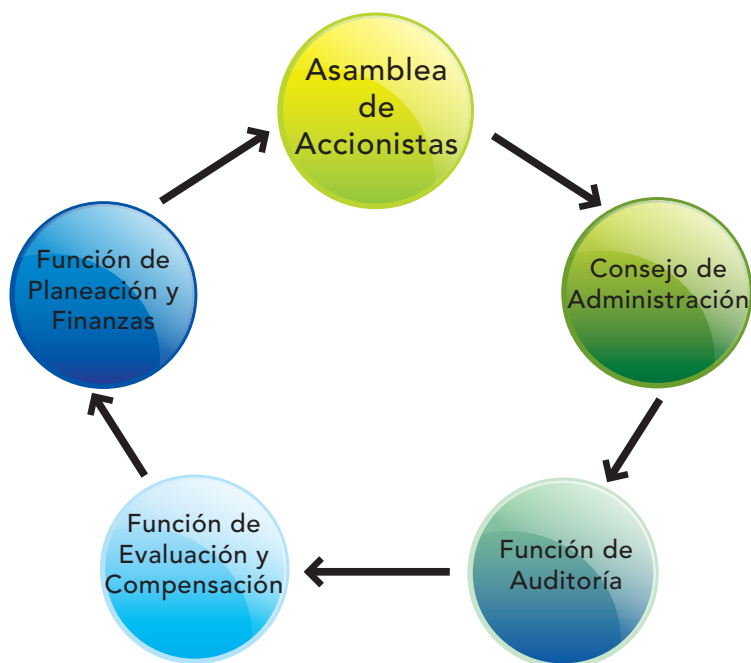 Asamblea
de
Accionistas
Consejo de
Administración
Función de
Auditoría
Función de
Evaluación y
Compensación
Función de
Planeación y
Finanzas